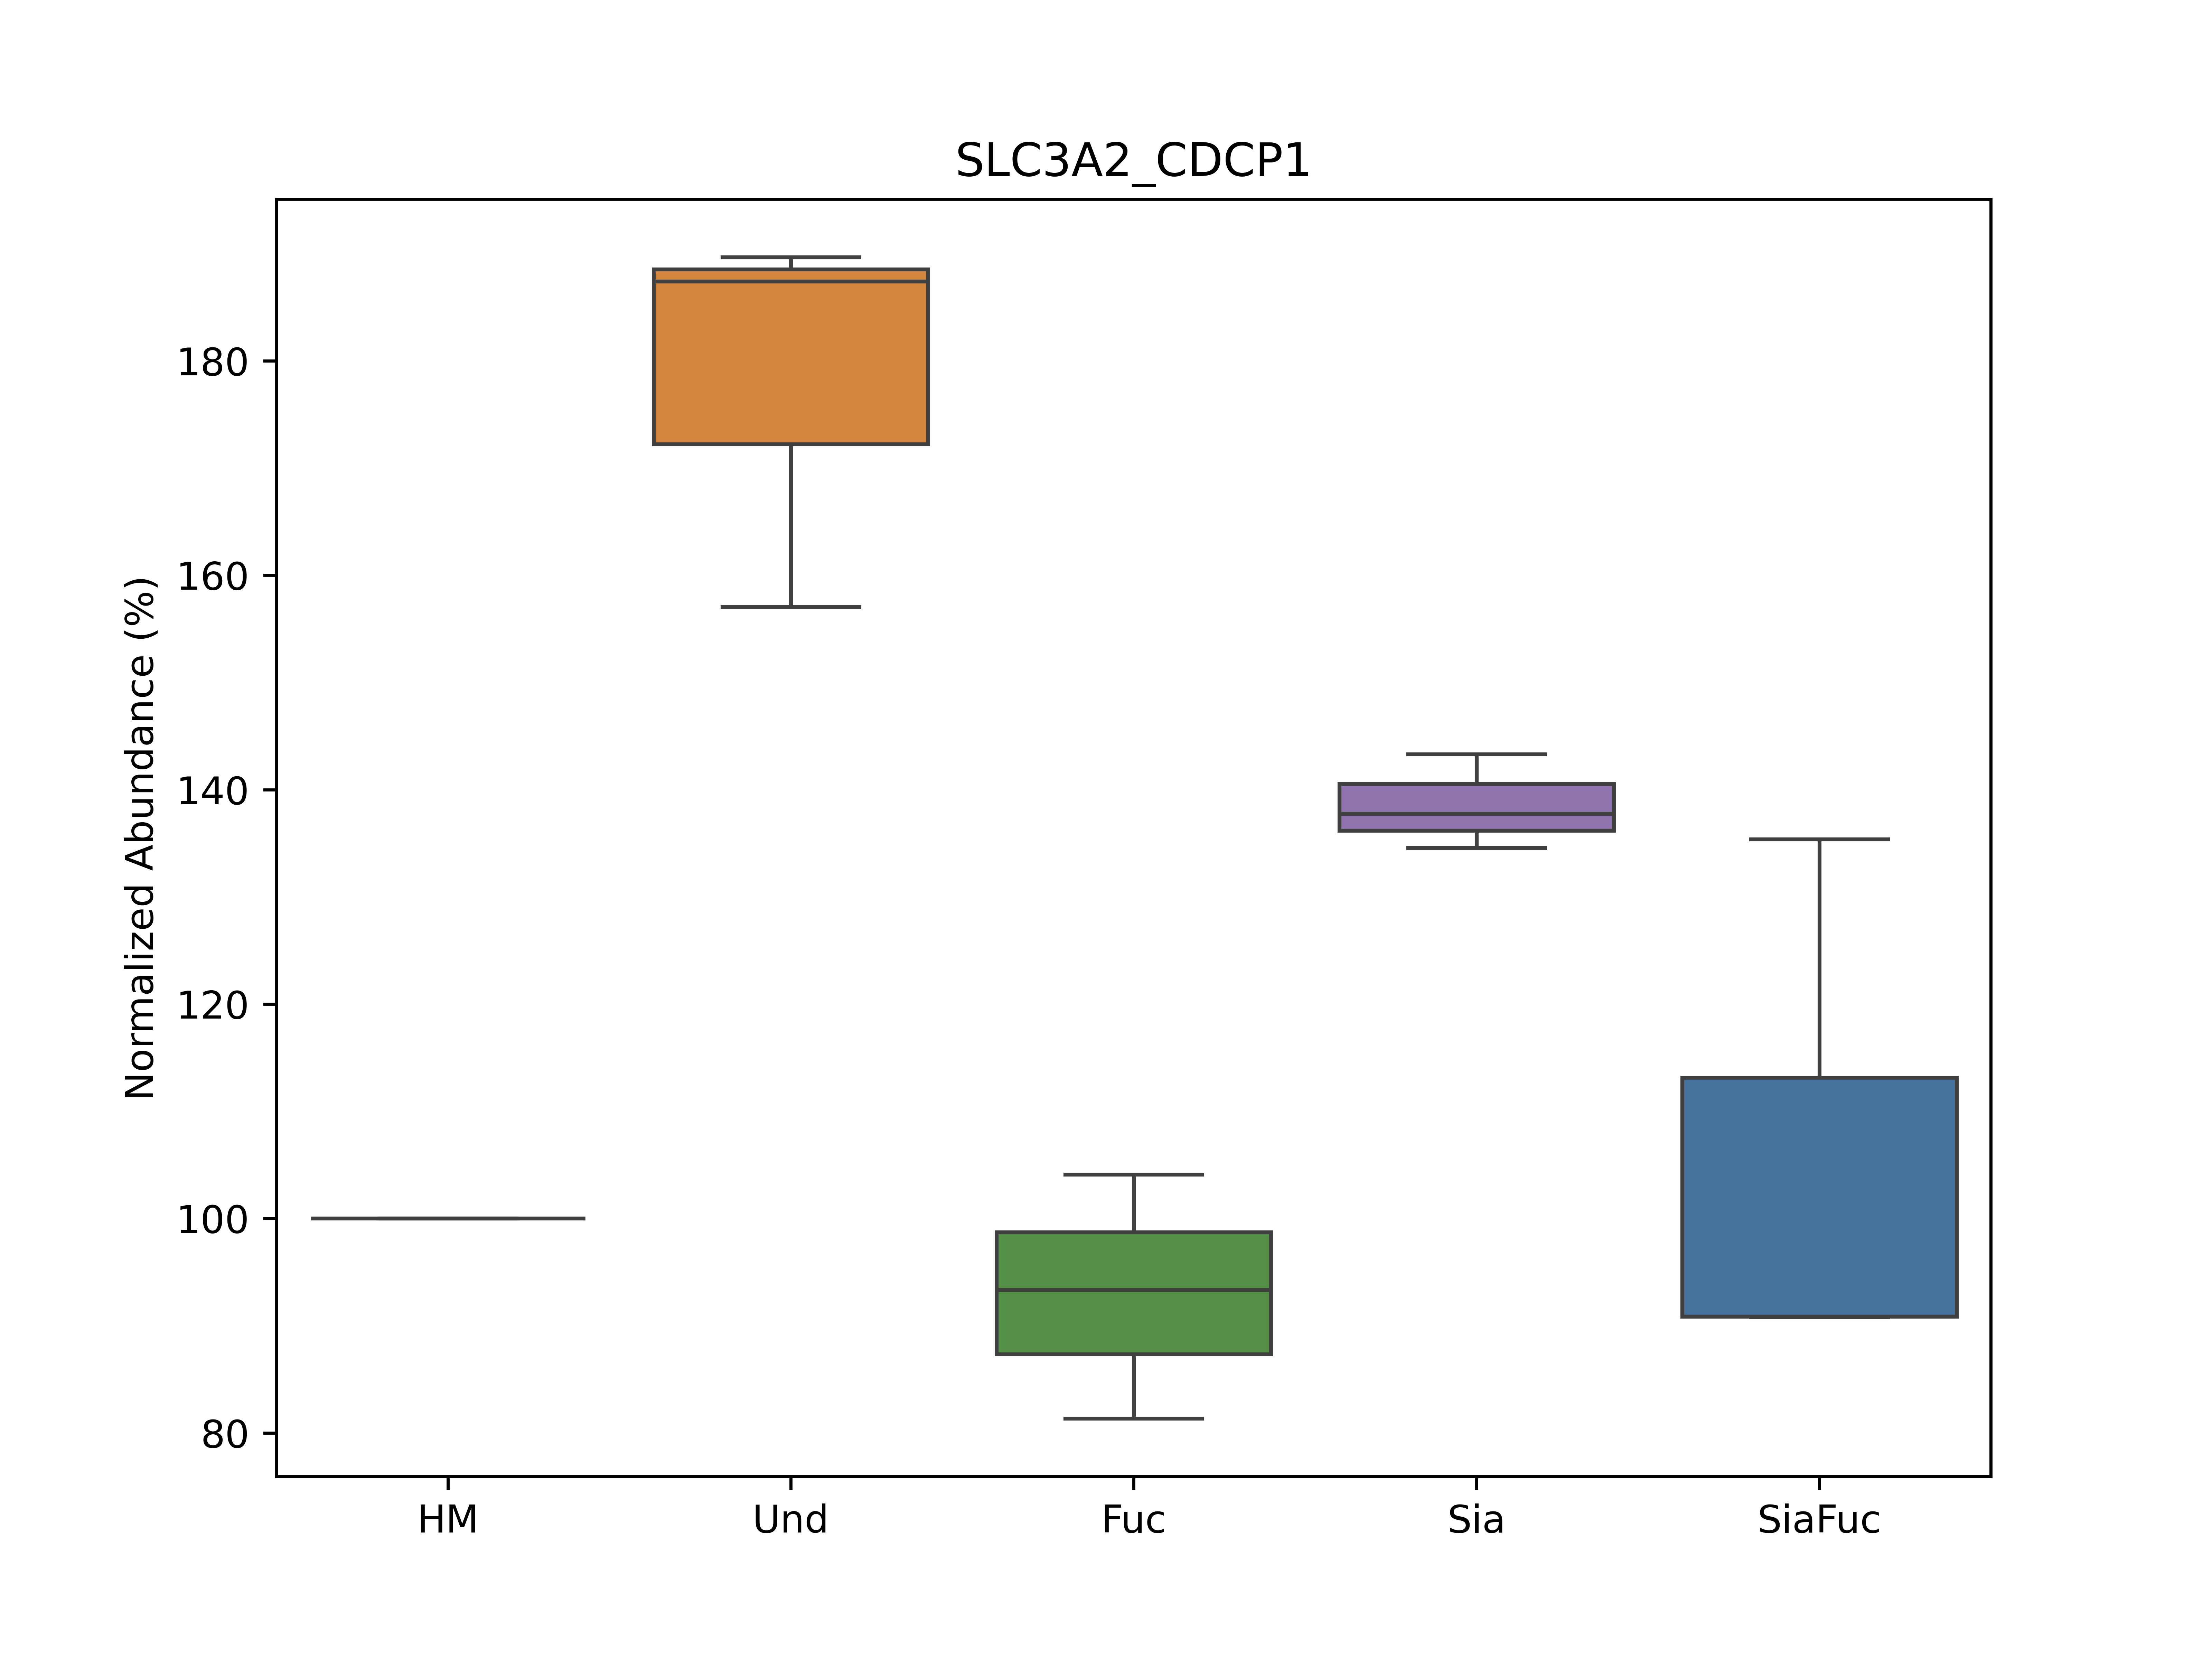 SLC3A2_CDCP1
Normalized Abundance (%)
180
160
140
120
100
80
HM Und Fuc Sia SiaFuc